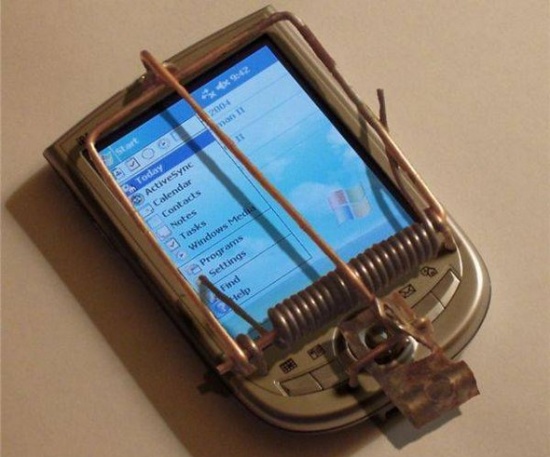 Start
9:42
2004
Today
ActiveSync
Calendar
Contacts
Notes
Tasks
Windows Media
Programs
Settings
Find
Help